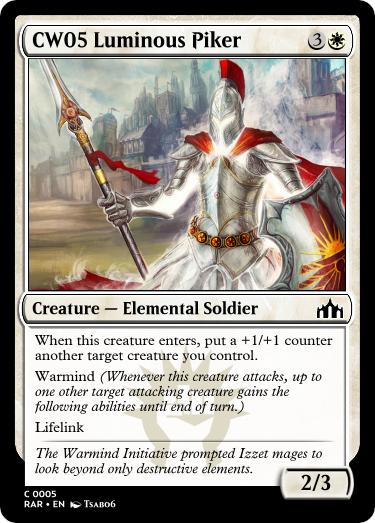 CW05 Luminous Piker
3
Creature — Elemental Soldier
When this creature enters, put a +1/+1 counter
another target creature you control.
Warmind (Whenever this creature attacks, up to
one other target attacking creature gains the
following abilities until end of turn.)
Lifelink
The Warmind Initiative prompted Izzet mages to
look beyond only destructive elements.
2/3
C 0005
RAR • EN Tsabo6